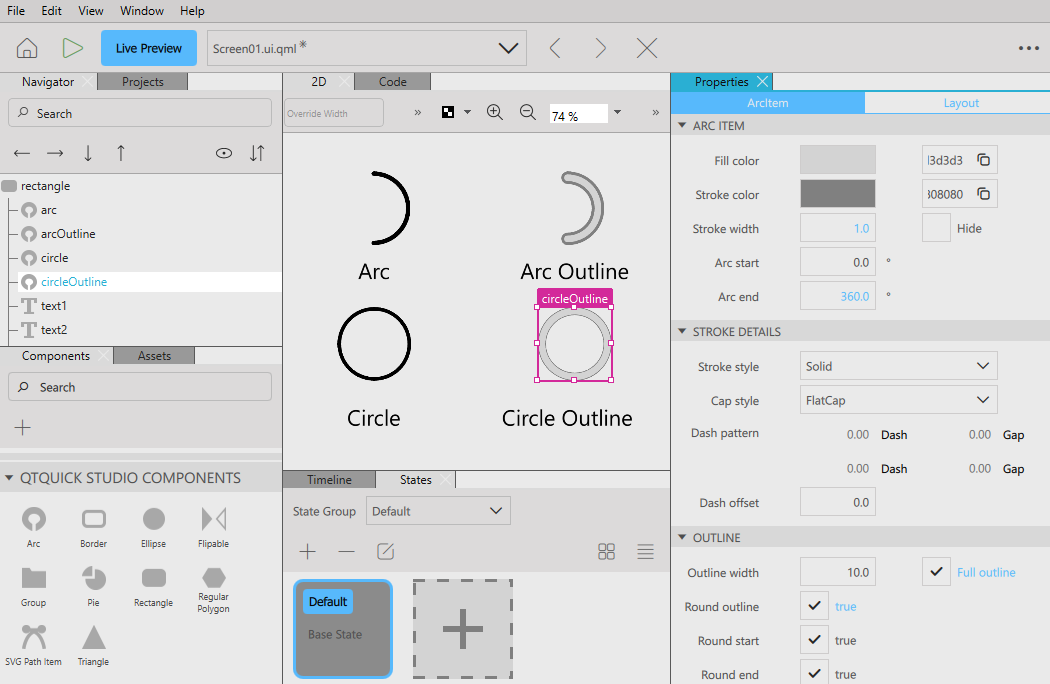 File Edit View Window Help
Live Preview Screen01.ui.qml *
Navigator Projects
Search
rectangle
arc
arcOutline
circle
circleOutline
text1
text2
Components Assets
Search
QTQUICK STUDIO COMPONENTS
Arc Border Ellipse Flipable
Group Pie Rectangle Regular Polygon
SVG Path Item Triangle
2D Code
Override Width » 74 % »
Arc Arc Outline
circleOutline
Circle Circle Outline
Timeline States
State Group Default
Default
Base State
Properties
ArcItem Layout
ARC ITEM
Fill color l3d3d3
Stroke color 808080
Stroke width 1.0 Hide
Arc start 0.0 °
Arc end 360.0 °
STROKE DETAILS
Stroke style Solid
Cap style FlatCap
Dash pattern 0.00 Dash 0.00 Gap
0.00 Dash 0.00 Gap
Dash offset 0.0
OUTLINE
Outline width 10.0 Full outline
Round outline true
Round start true
Round end true